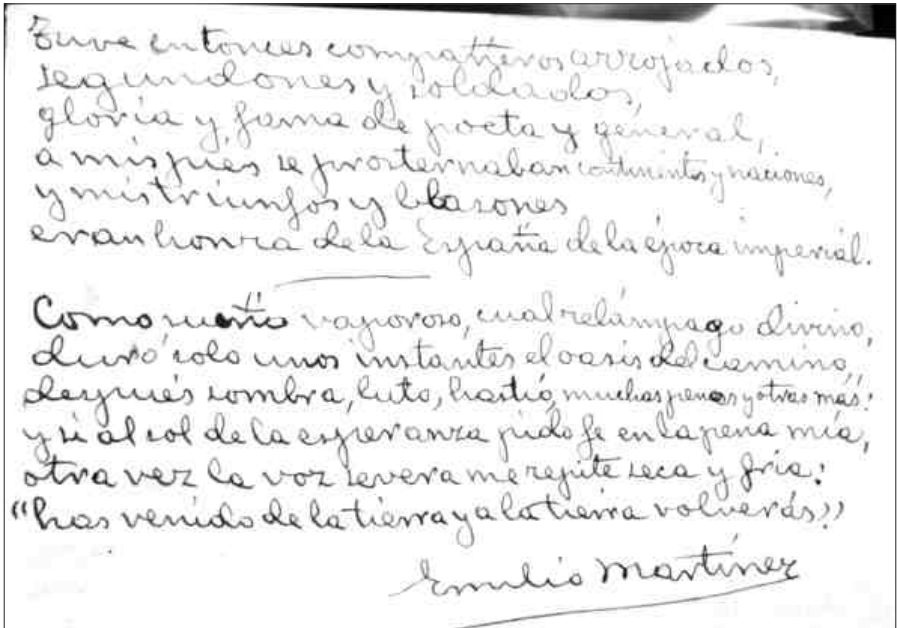 Tuve entonces compañeros arrojados,
segundones y soldados,
gloria y fama de poeta y general,
a mis piés se prosternaban continentes y naciones,
y mis triunfos y blasones
eran honra de la España de la época imperial.
Como sueño vaporoso, cual relámpago divino,
duró solo unos instantes el oasis del camino,
después sombra, luto, hastío, muchas penas y otras más:
y si al sol de la esperanza pido fe en la pena mía,
otra vez la voz severa me repite seca y fría:
"has venido de la tierra y a la tierra volverás"
Emilio Martínez